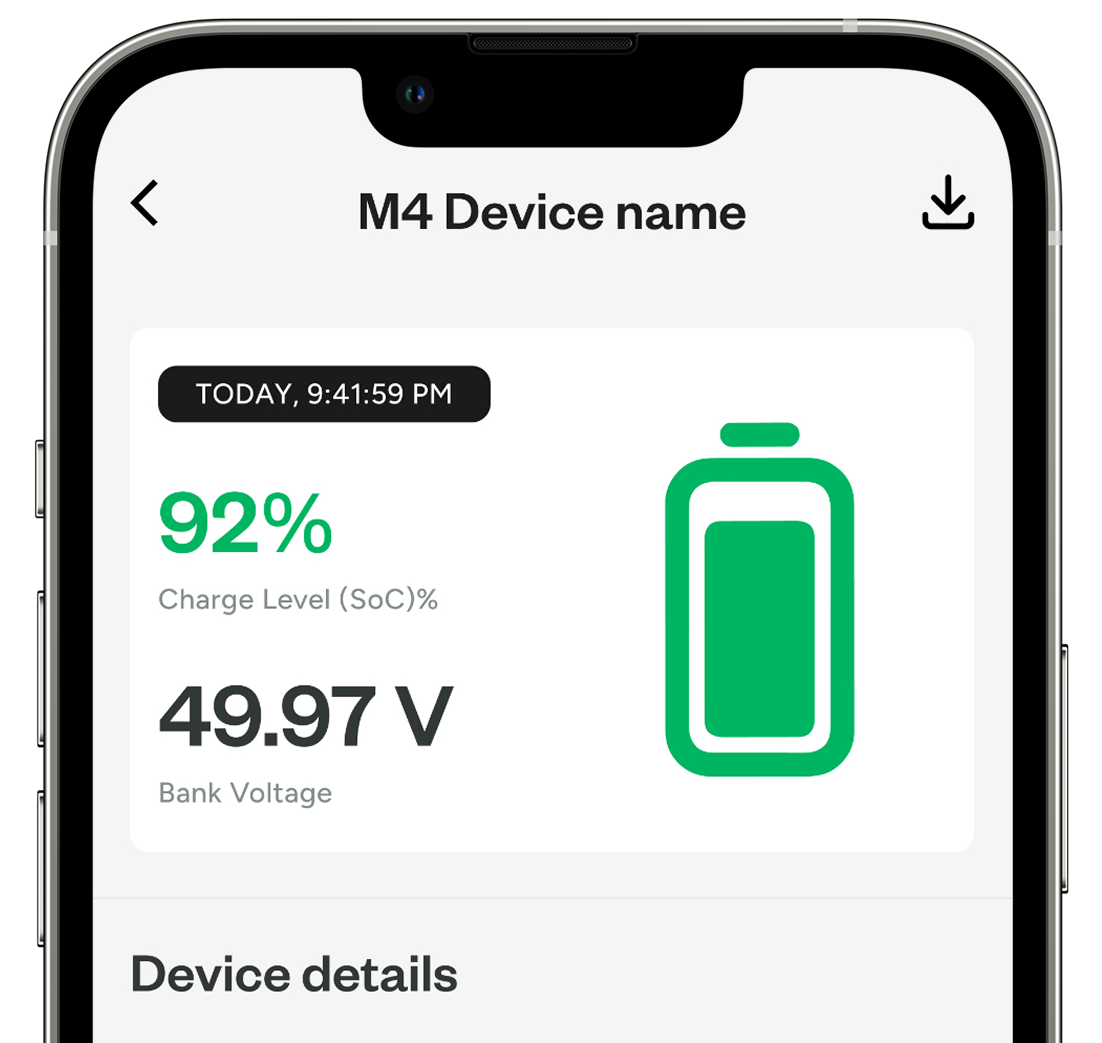 M4 Device name
TODAY, 9:41:59 PM
92%
Charge Level (SoC)%
49.97 V
Bank Voltage
Device details